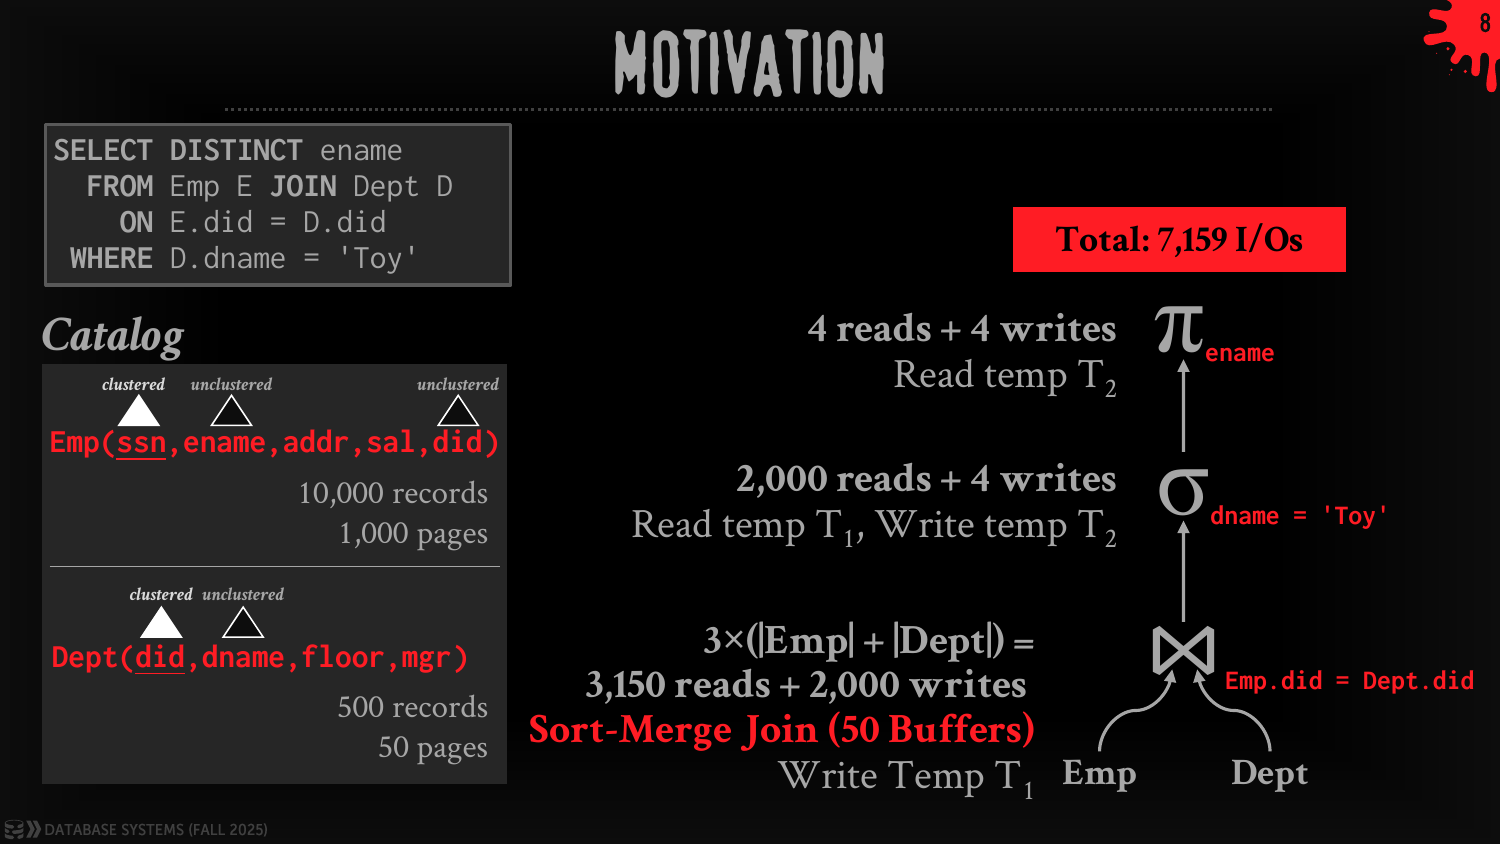 8
MOTIVATION
SELECT DISTINCT ename
FROM Emp E JOIN Dept D
ON E.did = D.did
WHERE D.dname = 'Toy'
Total: 7,159 I/Os
Catalog
clustered unclustered unclustered
Emp(ssn,ename,addr,sal,did)
10,000 records
1,000 pages
clustered unclustered
Dept(did,dname,floor,mgr)
500 records
50 pages
4 reads + 4 writes
Read temp T2
π ename
2,000 reads + 4 writes
Read temp T1, Write temp T2
σ dname = 'Toy'
3×(|Emp| + |Dept|) =
3,150 reads + 2,000 writes
Sort-Merge Join (50 Buffers)
Write Temp T1
⋈ Emp.did = Dept.did
Emp Dept
DATABASE SYSTEMS (FALL 2025)